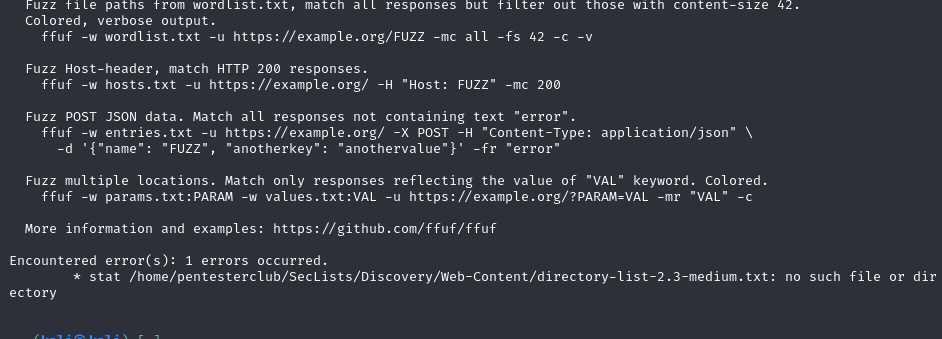 Fuzz file paths from wordlist.txt, match all responses but filter out those with content-size 42.
Colored, verbose output.
ffuf -w wordlist.txt -u https://example.org/FUZZ -mc all -fs 42 -c -v
Fuzz Host-header, match HTTP 200 responses.
ffuf -w hosts.txt -u https://example.org/ -H "Host: FUZZ" -mc 200
Fuzz POST JSON data. Match all responses not containing text "error".
ffuf -w entries.txt -u https://example.org/ -X POST -H "Content-Type: application/json" \
-d '{"name": "FUZZ", "anotherkey": "anothervalue"}' -fr "error"
Fuzz multiple locations. Match only responses reflecting the value of "VAL" keyword. Colored.
ffuf -w params.txt:PARAM -w values.txt:VAL -u https://example.org/?PARAM=VAL -mr "VAL" -c
More information and examples: https://github.com/ffuf/ffuf
Encountered error(s): 1 errors occurred.
* stat /home/pentesterclub/SecLists/Discovery/Web-Content/directory-list-2.3-medium.txt: no such file or dir
ectory